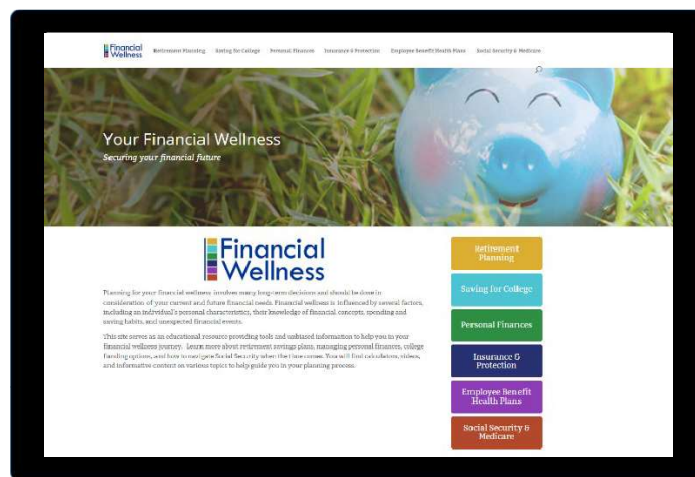 Financial
Wellness
Retirement Planning Saving for College Personal Finances Insurance & Protection Employee Benefit Health Plans Social Security & Medicare
Your Financial Wellness
Securing your financial future
Financial
Wellness
Planning for your financial wellness involves many long-term decisions and should be done in
consideration of your current and future financial needs. Financial wellness is influenced by several factors,
including an individual's personal characteristics, their knowledge of financial concepts, spending and
saving habits, and unexpected financial events.
This site serves as an educational resource providing tools and unbiased information to help you in your
financial wellness journey. Learn more about retirement savings plans, managing personal finances, college
funding options, and how to navigate Social Security when the time comes. You will find calculators, videos,
and informative content on various topics to help guide you in your planning process.
Retirement
Planning
Saving for College
Personal Finances
Insurance &
Protection
Employee Benefit
Health Plans
Social Security &
Medicare